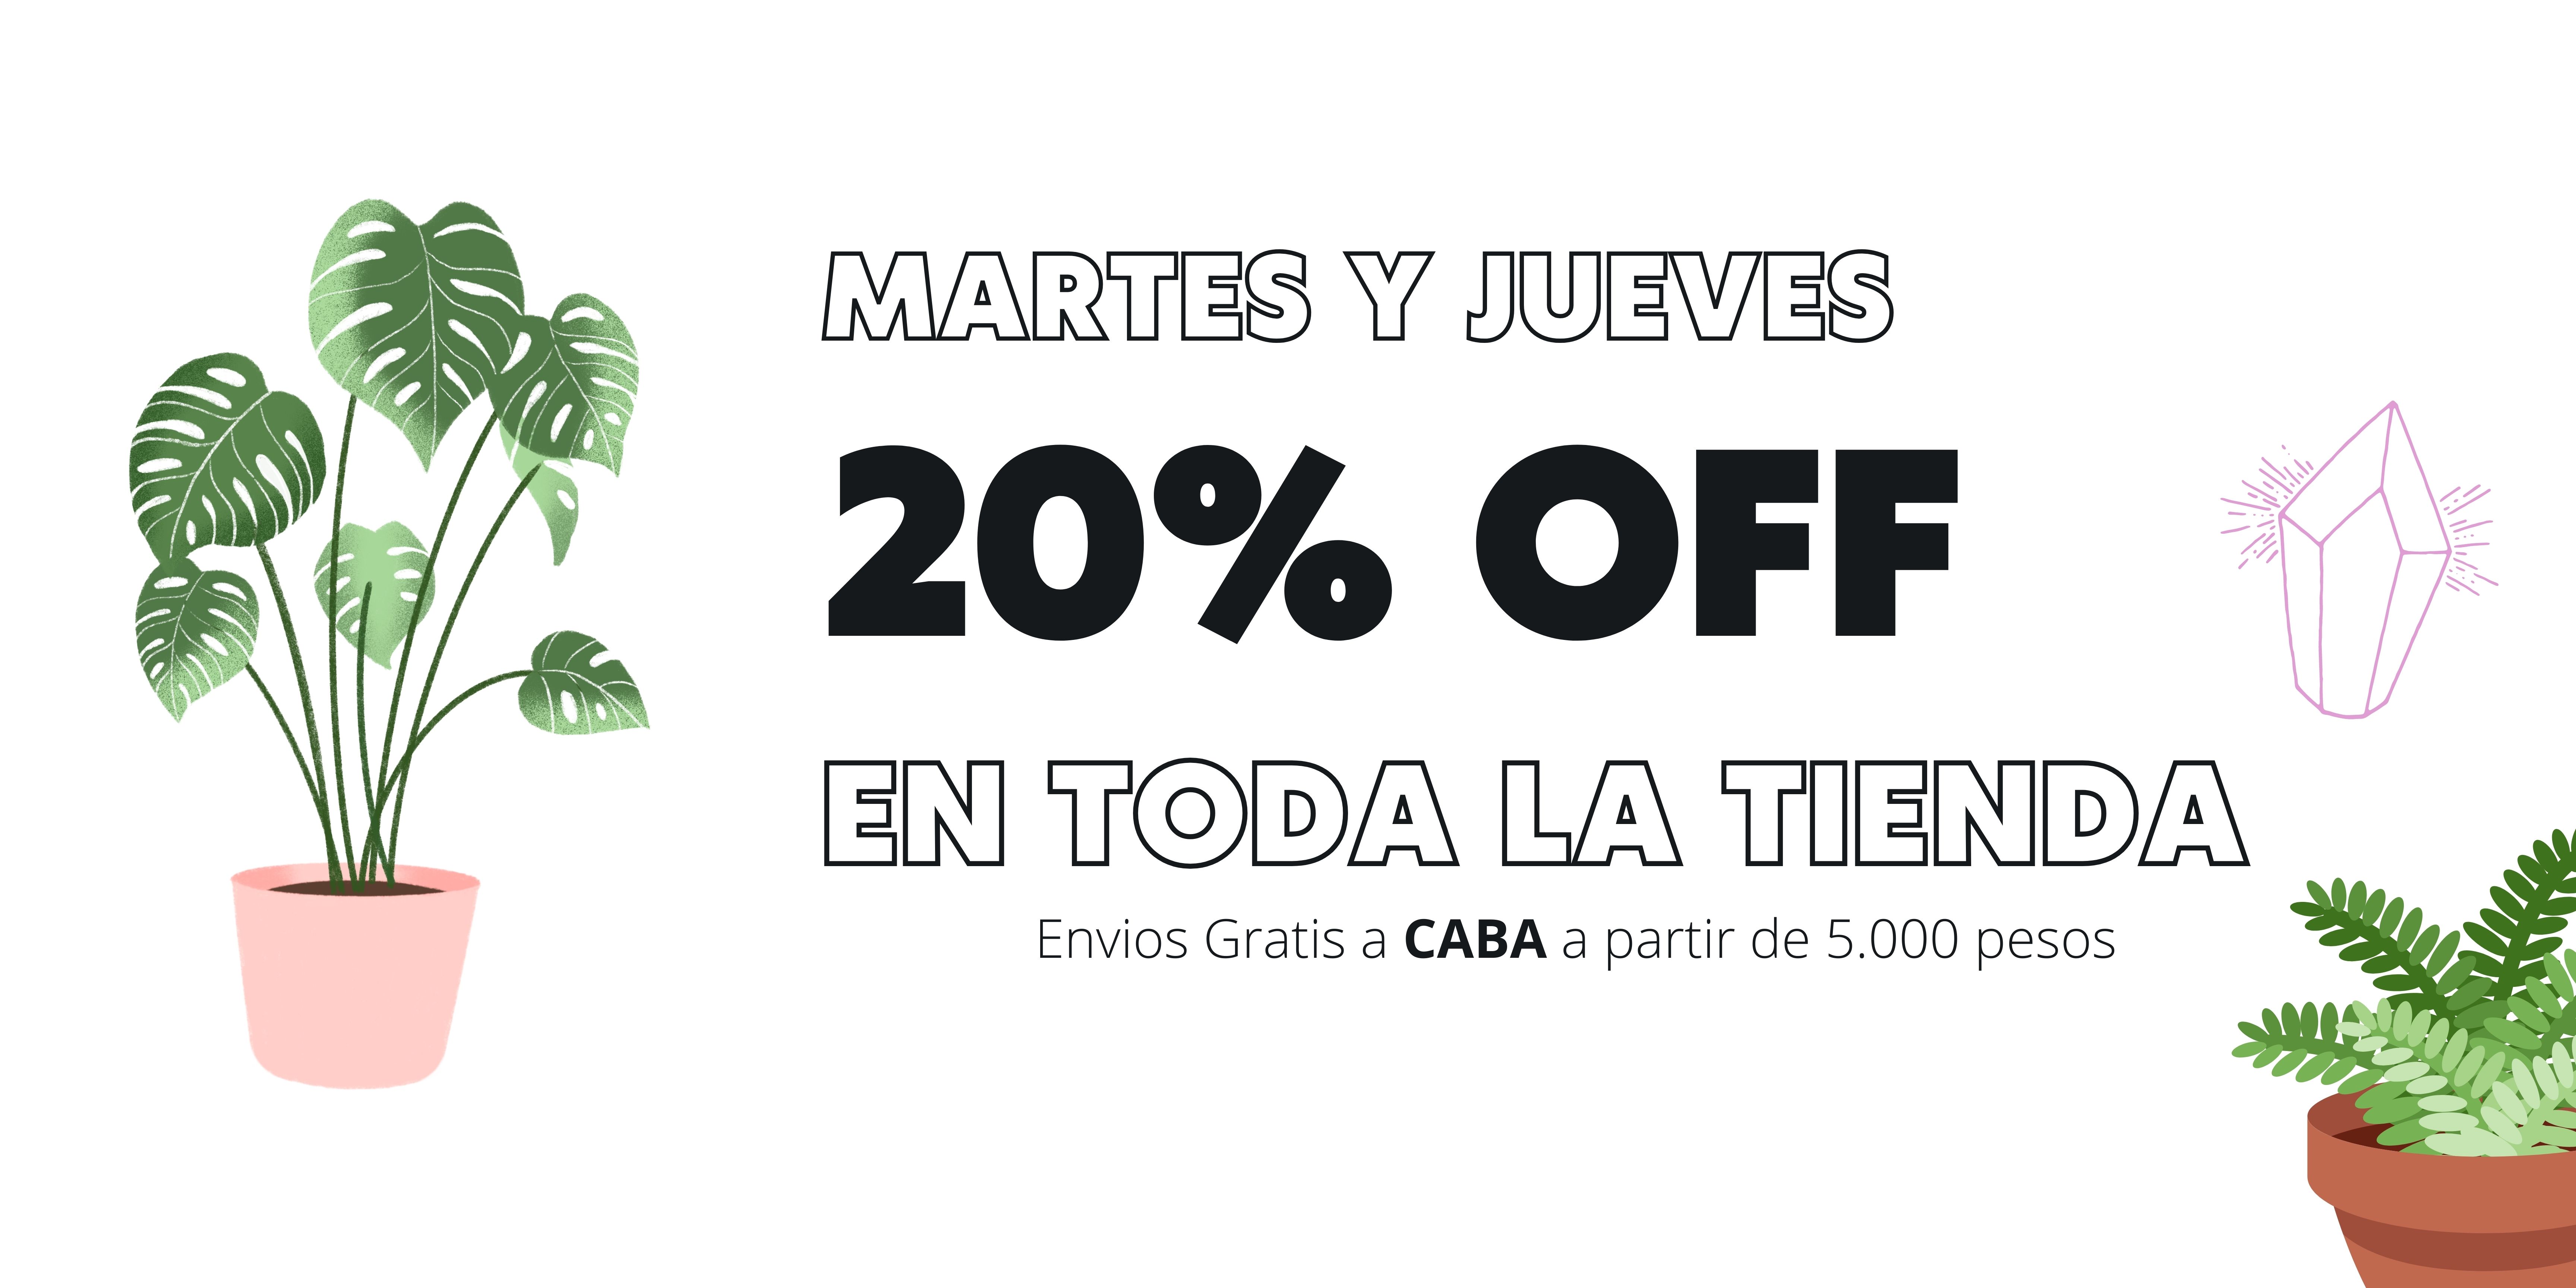 MARTES Y JUEVES
20% OFF
EN TODA LA TIENDA
Envios Gratis a CABA a partir de 5.000 pesos